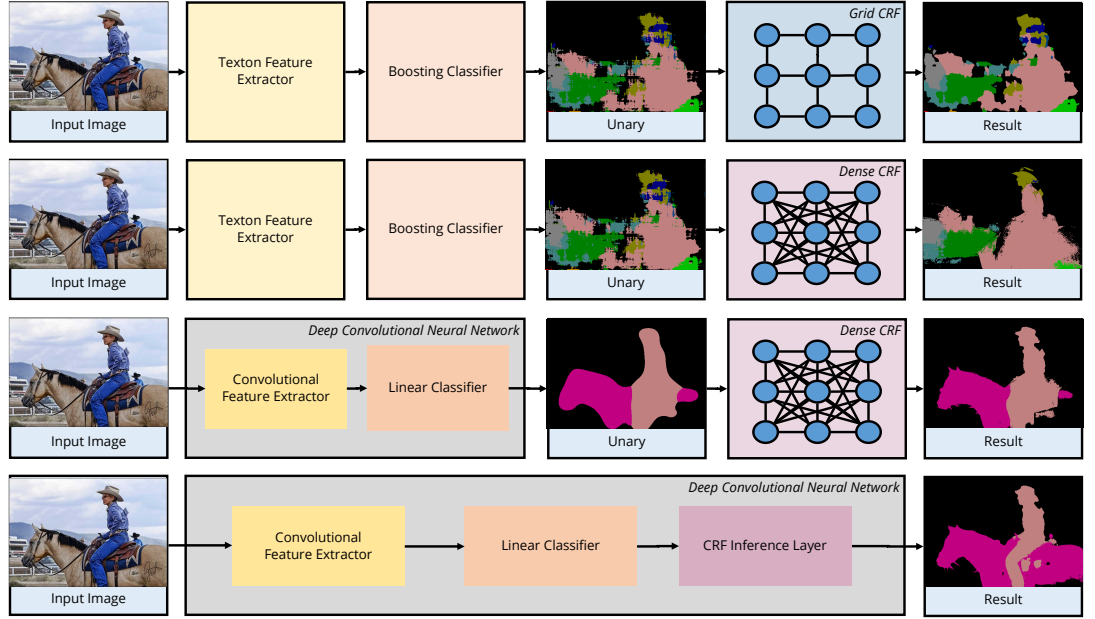 Grid CRF
Texton Feature
Extractor
Boosting Classifier
Input Image
Unary
Result
Dense CRF
Texton Feature
Extractor
Boosting Classifier
Input Image
Unary
Result
Deep Convolutional Neural Network
Dense CRF
Convolutional
Feature Extractor
Linear Classifier
Input Image
Unary
Result
Deep Convolutional Neural Network
Convolutional
Feature Extractor
Linear Classifier
CRF Inference Layer
Input Image
Result